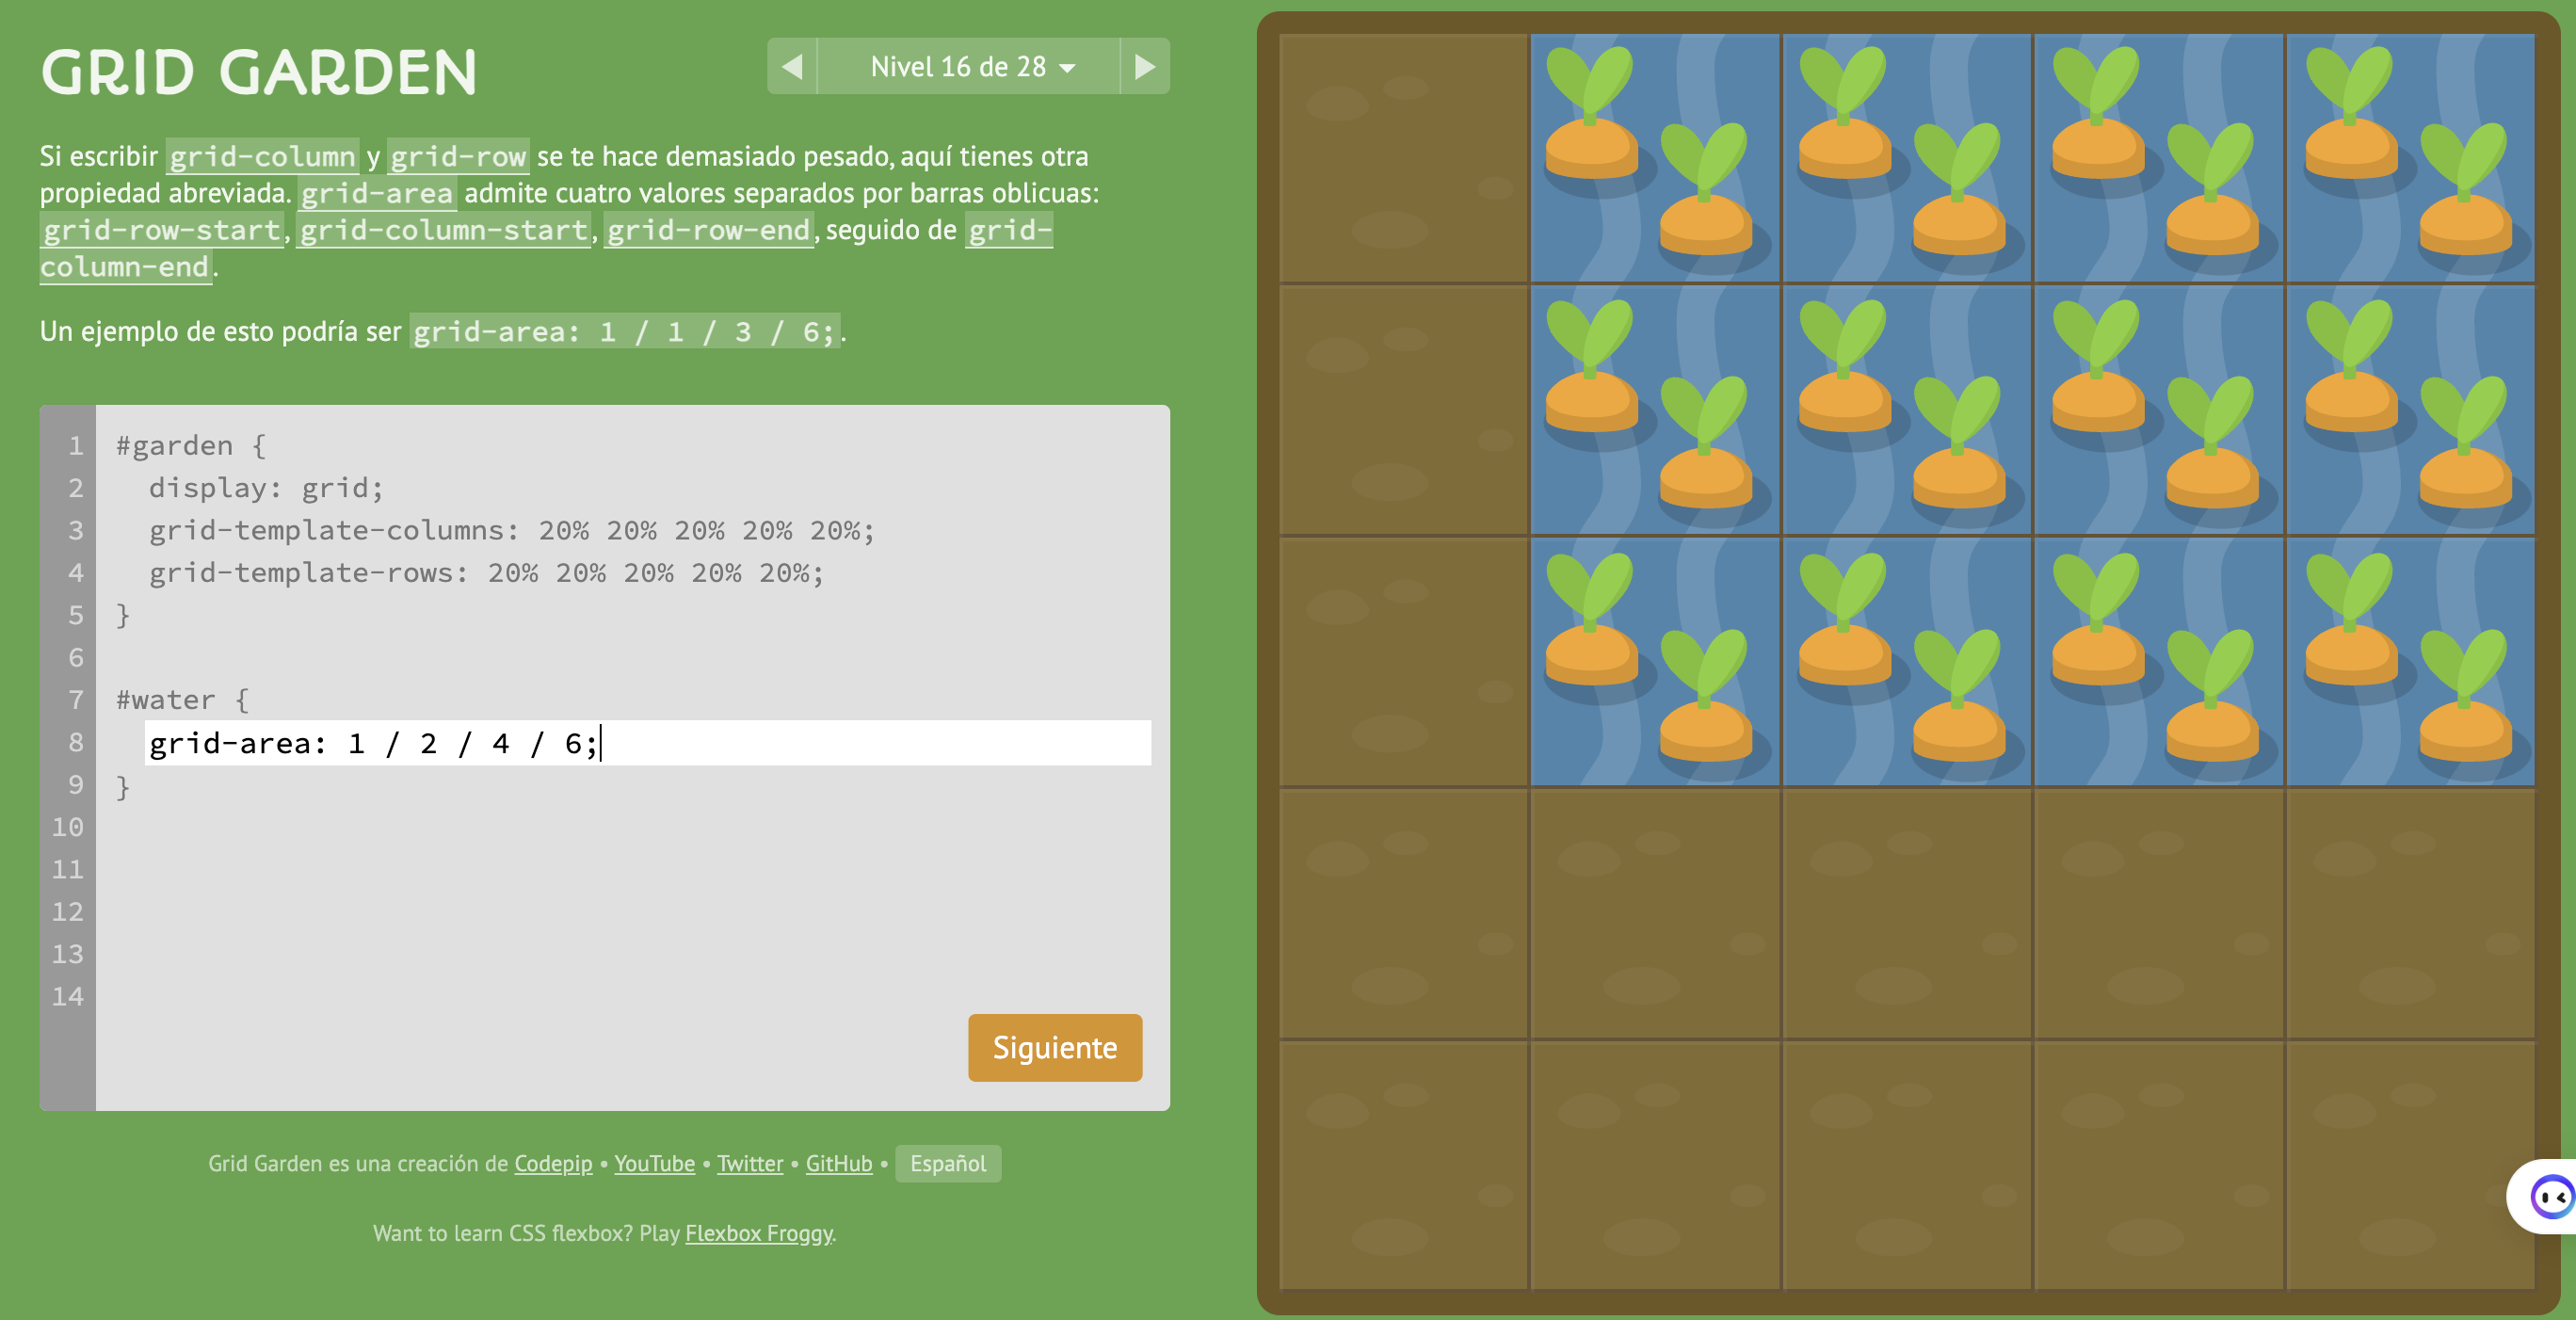 GRID GARDEN
Nivel 16 de 28
Si escribir grid-column y grid-row se te hace demasiado pesado, aquí tienes otra
propiedad abreviada. grid-area admite cuatro valores separados por barras oblicuas:
grid-row-start, grid-column-start, grid-row-end, seguido de grid-
column-end.
Un ejemplo de esto podría ser grid-area: 1 / 1 / 3 / 6;.
1 #garden {
2 display: grid;
3 grid-template-columns: 20% 20% 20% 20% 20%;
4 grid-template-rows: 20% 20% 20% 20% 20%;
5 }
6
7 #water {
8 grid-area: 1 / 2 / 4 / 6;
9 }
10
11
12
13
14
Siguiente
Grid Garden es una creación de Codepip • YouTube • Twitter • GitHub • Español
Want to learn CSS flexbox? Play Flexbox Froggy.